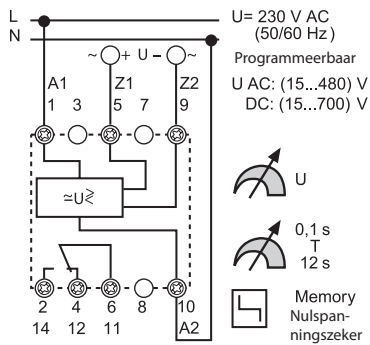 L
N
U= 230 V AC
(50/60 Hz )
Programmeerbaar
U AC: (15...480) V
DC: (15...700) V
~ + U – ~
A1 Z1 Z2
1 3 5 7 9
≃U≷
U
0,1 s
T
12 s
2 4 6 8 10
14 12 11 A2
Memory
Nulspan-
ningszeker